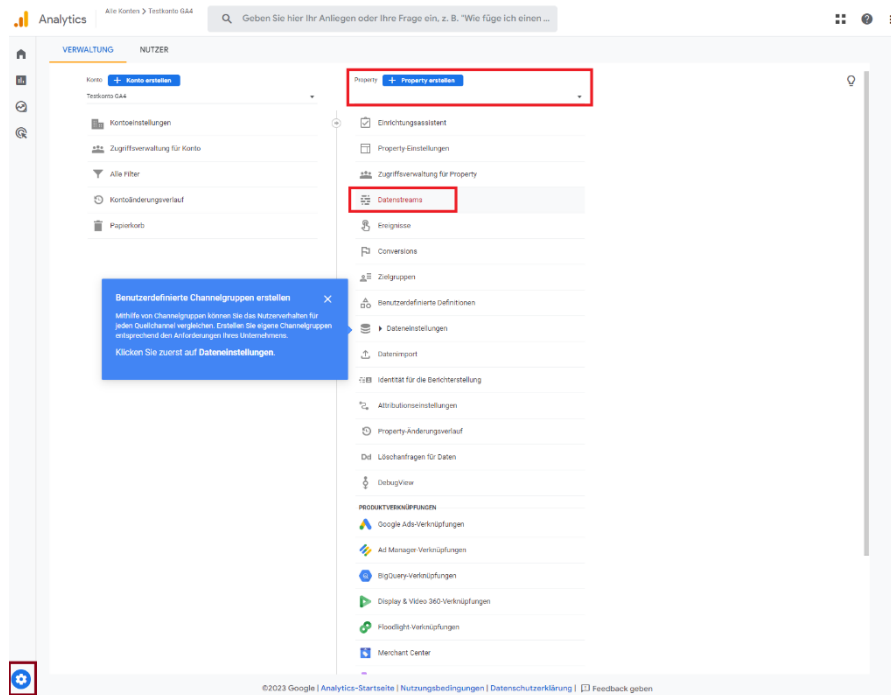 Analytics
Alle Konten > Testkonto GA4
Geben Sie hier Ihr Anliegen oder Ihre Frage ein, z. B. "Wie füge ich einen ...
VERWALTUNG NUTZER
Konto + Konto erstellen
Testkonto GA4
Kontoeinstellungen
Zugriffsverwaltung für Konto
Alle Filter
Kontoänderungsverlauf
Papierkorb
Benutzerdefinierte Channelgruppen erstellen
Mithilfe von Channelgruppen können Sie das Nutzerverhalten für
jeden Quellchannel vergleichen. Erstellen Sie eigene Channelgruppen
entsprechend den Anforderungen Ihres Unternehmens.
Klicken Sie zuerst auf Dateneinstellungen.
Property + Property erstellen
Einrichtungsassistent
Property-Einstellungen
Zugriffsverwaltung für Property
Datenstreams
Ereignisse
Conversions
Zielgruppen
Benutzerdefinierte Definitionen
Dateneinstellungen
Datenimport
Identität für die Berichterstellung
Attributionseinstellungen
Property-Änderungsverlauf
Dd Löschanfragen für Daten
DebugView
PRODUKTVERKNÜPFUNGEN
Google Ads-Verknüpfungen
Ad Manager-Verknüpfungen
BigQuery-Verknüpfungen
Display & Video 360-Verknüpfungen
Floodlight-Verknüpfungen
Merchant Center
©2023 Google | Analytics-Startseite | Nutzungsbedingungen | Datenschutzerklärung | Feedback geben